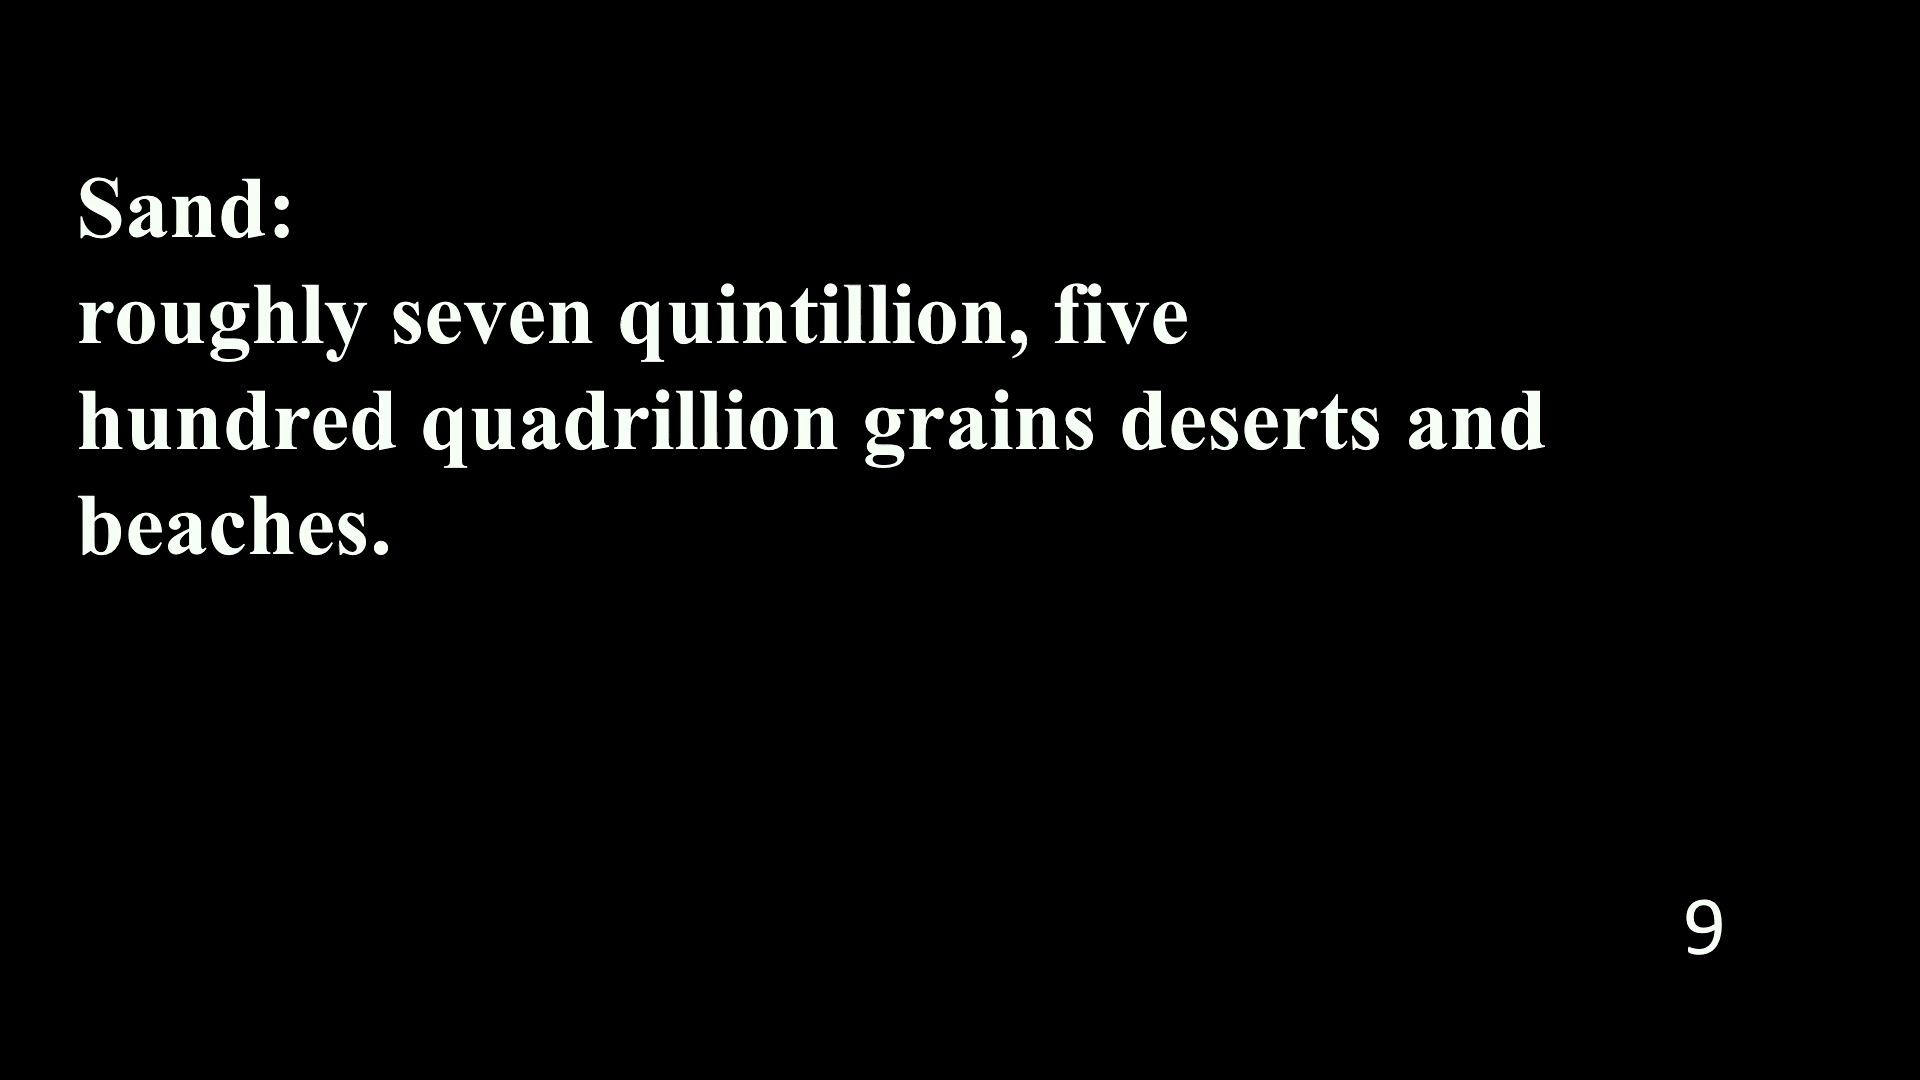 Sand:
roughly seven quintillion, five
hundred quadrillion grains deserts and
beaches.
9